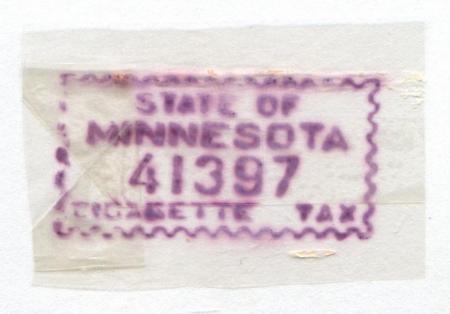 STATE OF
MINNESOTA
41397
CIGARETTE TAX